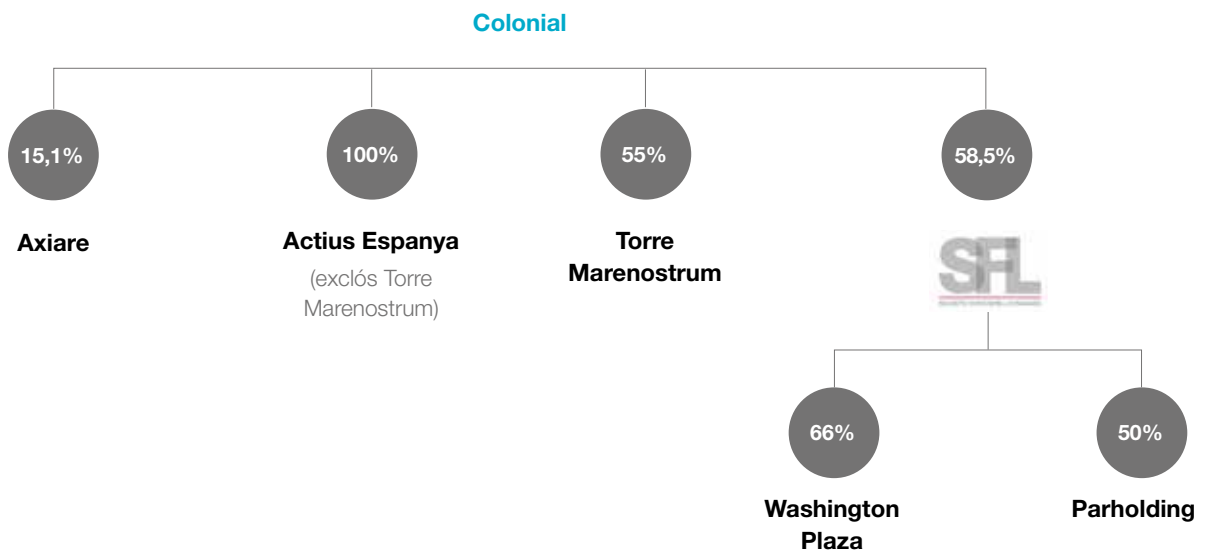 Colonial
15,1%
100%
55%
58,5%
Axiare
Actius Espanya
(exclós Torre
Marenostrum)
Torre
Marenostrum
SFL
66%
50%
Washington
Plaza
Parholding